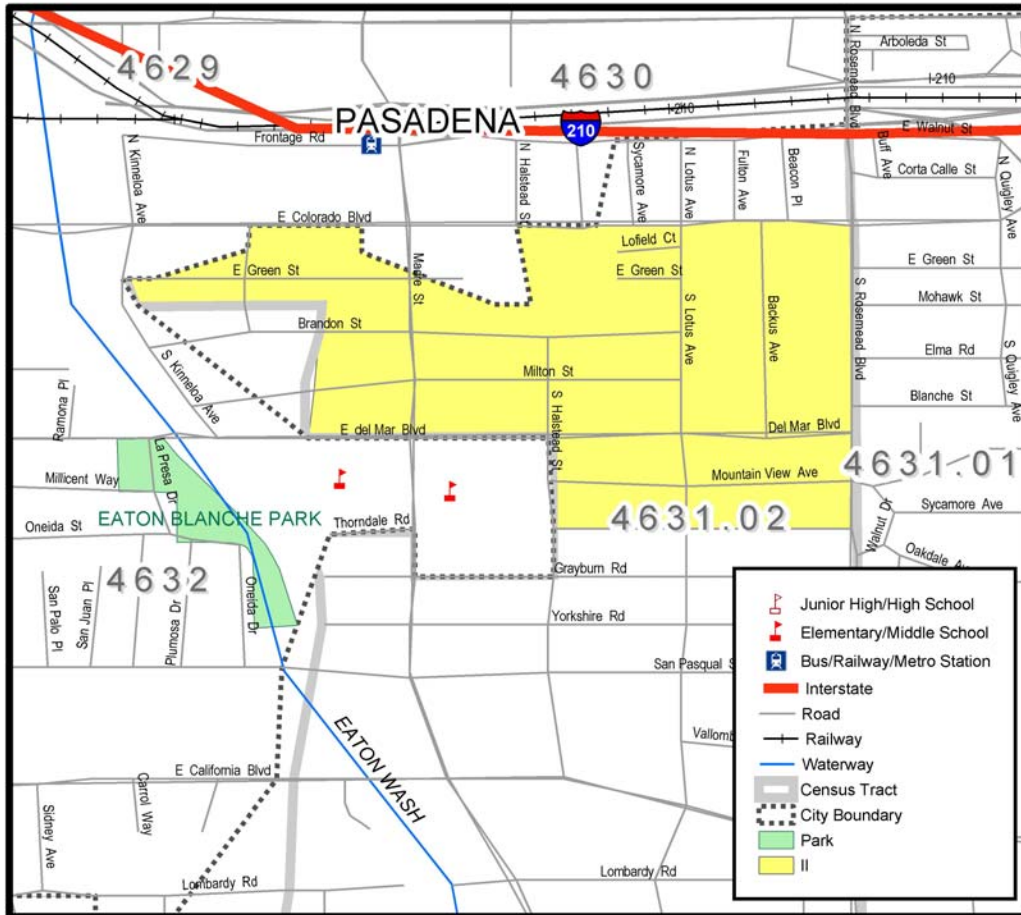 4629
4630
N Rosemead Blvd
Arboleda St
I-210
I-210
PASADENA
210
E Walnut St
Frontage Rd
N Kinneloa Ave
N Halstead St
Sycamore Ave
N Lotus Ave
Fulton Ave
Beacon Pl
Buff Ave
Corta Calle St
N Quigley Ave
E Colorado Blvd
Lofield Ct
E Green St
Madre St
E Green St
E Green St
S Lotus Ave
Backus Ave
S Rosemead Blvd
Mohawk St
Brandon St
S Kinneloa Ave
Milton St
Elma Rd
S Quigley Ave
Ramona Pl
S Halstead St
Blanche St
E del Mar Blvd
Del Mar Blvd
La Presa Dr
Millicent Way
Mountain View Ave
4631.01
EATON BLANCHE PARK
Thorndale Rd
4631.02
Sycamore Ave
Oneida St
Walnut Dr
Oakdale Av
4632
Grayburn Rd
San Palo Pl
San Juan Pl
Plumosa Dr
Oneida Dr
Yorkshire Rd
San Pasqual S
EATON WASH
Vallomb
E California Blvd
Carrol Way
Sidney Ave
Lombardy Rd
Lombardy Rd
Junior High/High School
Elementary/Middle School
Bus/Railway/Metro Station
Interstate
Road
Railway
Waterway
Census Tract
City Boundary
Park
II